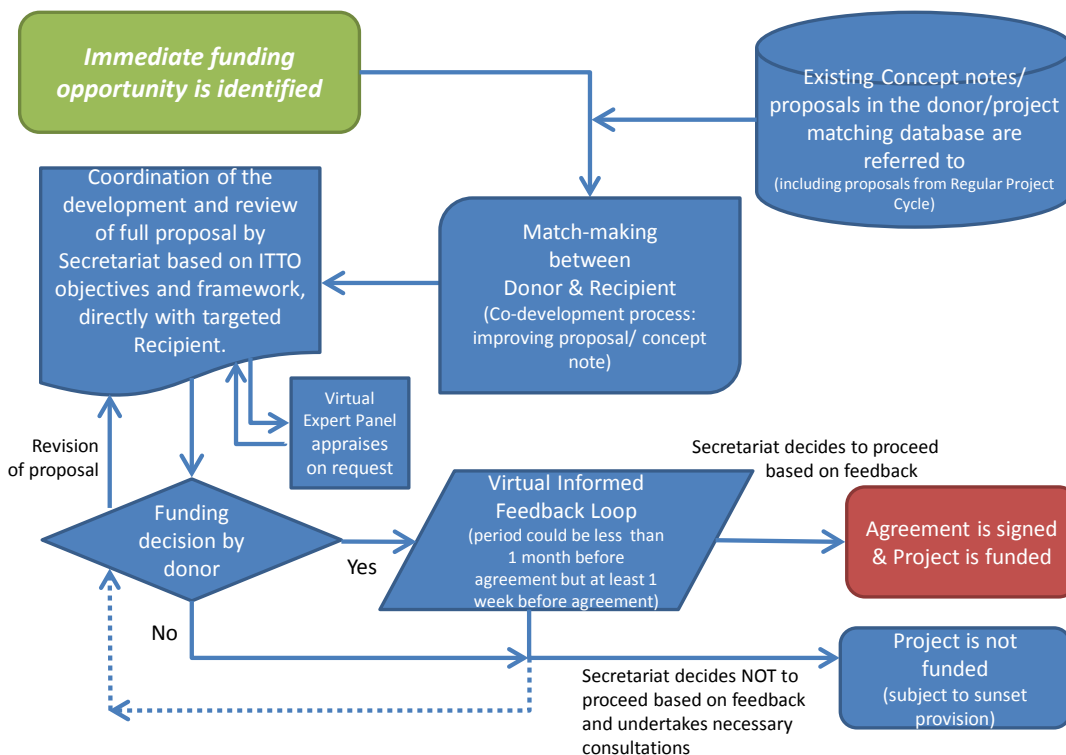 Immediate funding
opportunity is identified
Existing Concept notes/
proposals in the donor/project
matching database are
referred to
(including proposals from Regular Project
Cycle)
Coordination of the
development and review
of full proposal by
Secretariat based on ITTO
objectives and framework,
directly with targeted
Recipient.
Match-making
between
Donor & Recipient
(Co-development process:
improving proposal/ concept
note)
Virtual
Expert Panel
appraises
on request
Revision
of proposal
Funding
decision by
donor
Yes
No
Virtual Informed
Feedback Loop
(period could be less than
1 month before
agreement but at least 1
week before agreement)
Secretariat decides to proceed
based on feedback
Agreement is signed
& Project is funded
Secretariat decides NOT to
proceed based on feedback
and undertakes necessary
consultations
Project is not
funded
(subject to sunset
provision)